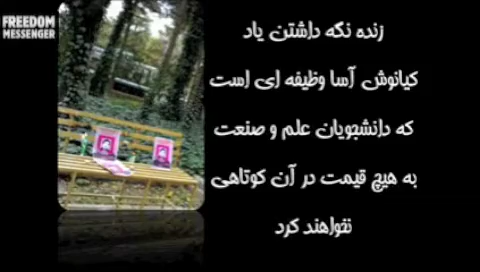 FREEDOM
MESSENGER
زنده نگه داشتن یاد
کیانوش آسا وظیفه ای است
که دانشجویان علم و صنعت
به هیچ قیمت در آن کوتاهی
نخواهند کرد